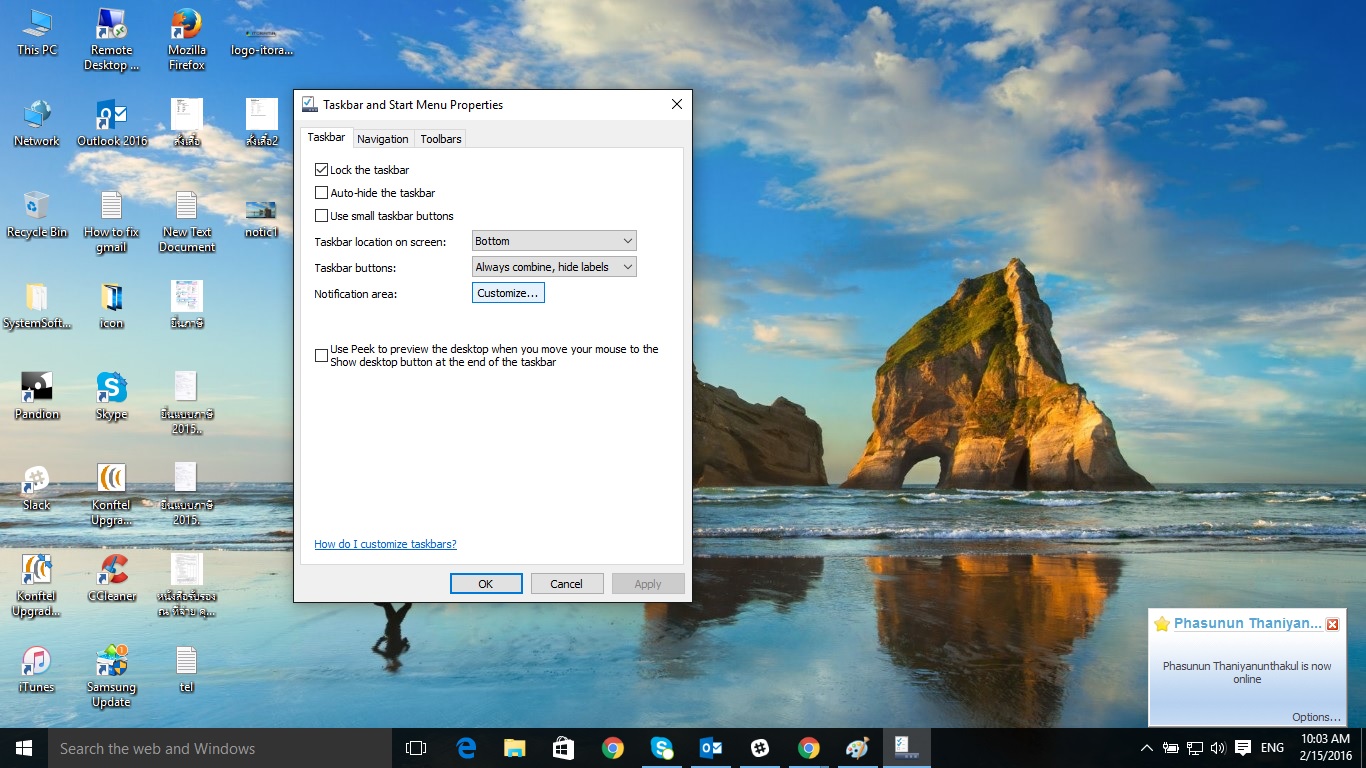 This PC
Remote
Desktop ...
Mozilla
Firefox
logo-itora...
Network
Outlook 2016
สั่งเสื้อ
สั่งเสื้อ2
Recycle Bin
How to fix
gmail
New Text
Document
notic1
SystemSoft...
icon
ยื่นภาษี
Pandion
Skype
ยื่นแบบภาษี
2015..
Slack
Konftel
Upgra...
ยื่นแบบภาษี
2015.
Konftel
Upgrad...
CCleaner
หนังสือรับรอง
ณ ที่จ่าย คุ...
iTunes
Samsung
Update
tel
Taskbar and Start Menu Properties
Taskbar
Navigation
Toolbars
Lock the taskbar
Auto-hide the taskbar
Use small taskbar buttons
Taskbar location on screen:
Bottom
Taskbar buttons:
Always combine, hide labels
Notification area:
Customize...
Use Peek to preview the desktop when you move your mouse to the
Show desktop button at the end of the taskbar
How do I customize taskbars?
OK
Cancel
Apply
Phasunun Thaniyan...
Phasunun Thaniyanunthakul is now
online
Options...
Search the web and Windows
ENG
10:03 AM
2/15/2016